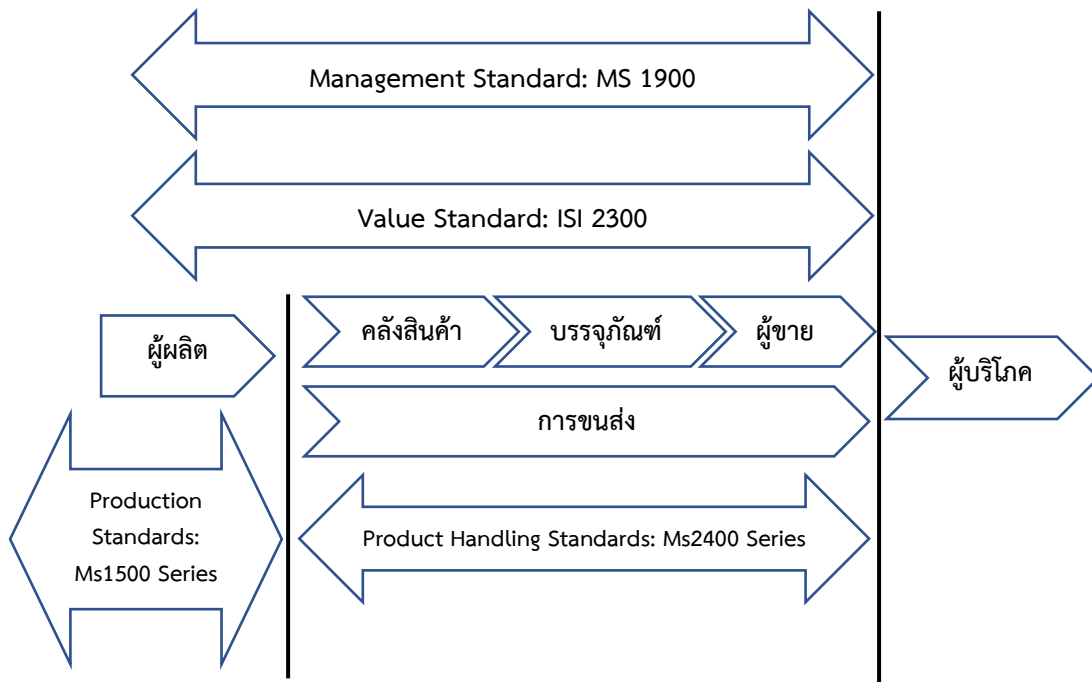 Management Standard: MS 1900
Value Standard: ISI 2300
ผู้ผลิต
คลังสินค้า
บรรจุภัณฑ์
ผู้ขาย
ผู้บริโภค
การขนส่ง
Production
Standards:
Ms1500 Series
Product Handling Standards: Ms2400 Series